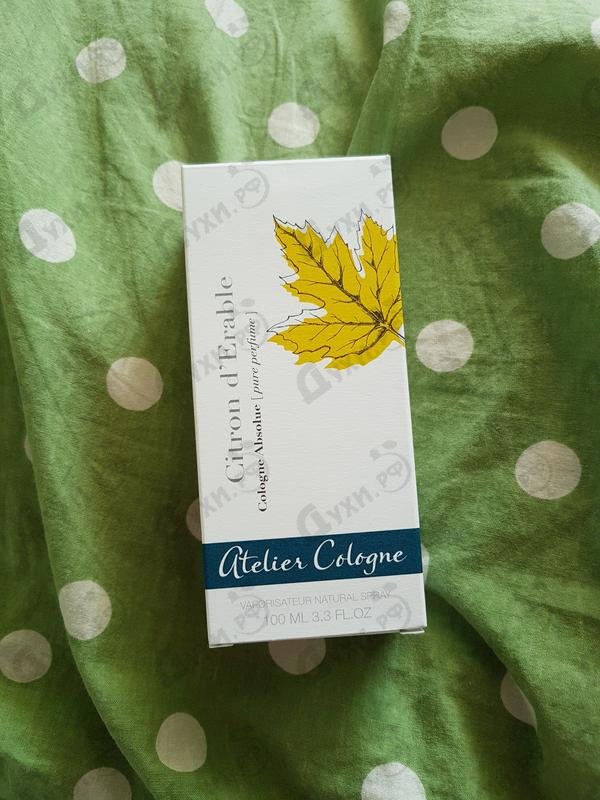 Citron d'Erable
Cologne Absolue [pure perfume]
Atelier Cologne
VAPORISATEUR NATURAL SPRAY
100 ML 3.3 FL.OZ
Духи.рф